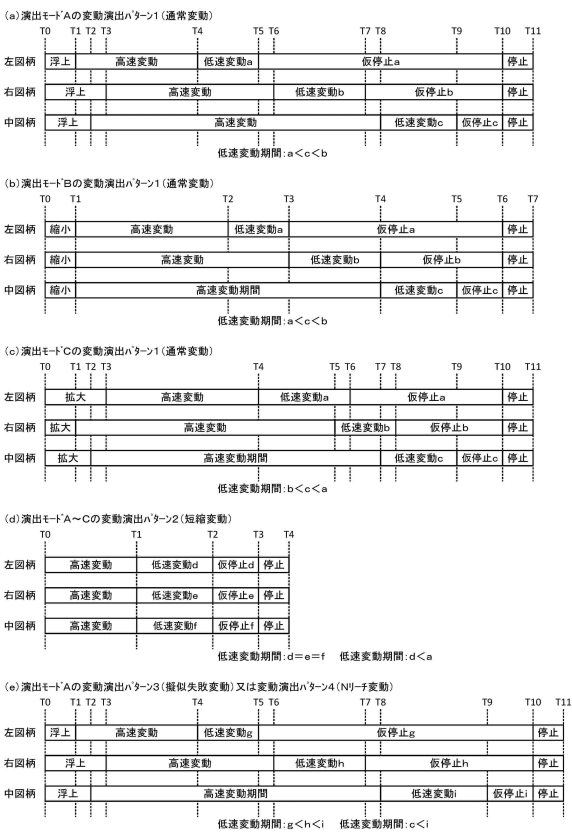 (a)演出モードAの変動演出パターン1(通常変動)
T0 T1 T2 T3 T4 T5 T6 T7 T8 T9 T10 T11
左図柄 浮上 高速変動 低速変動a 仮停止a 停止
右図柄 浮上 高速変動 低速変動b 仮停止b 停止
中図柄 浮上 高速変動 低速変動c 仮停止c 停止
低速変動期間:a<c<b
(b)演出モードBの変動演出パターン1(通常変動)
T0 T1 T2 T3 T4 T5 T6 T7
左図柄 縮小 高速変動 低速変動a 仮停止a 停止
右図柄 縮小 高速変動 低速変動b 仮停止b 停止
中図柄 縮小 高速変動期間 低速変動c 仮停止c 停止
低速変動期間:a<c<b
(c)演出モードCの変動演出パターン1(通常変動)
T0 T1 T2 T3 T4 T5 T6 T7 T8 T9 T10 T11
左図柄 拡大 高速変動 低速変動a 仮停止a 停止
右図柄 拡大 高速変動 低速変動b 仮停止b 停止
中図柄 拡大 高速変動期間 低速変動c 仮停止c 停止
低速変動期間:b<c<a
(d)演出モードA~Cの変動演出パターン2(短縮変動)
T0 T1 T2 T3 T4
左図柄 高速変動 低速変動d 仮停止d 停止
右図柄 高速変動 低速変動e 仮停止e 停止
中図柄 高速変動 低速変動f 仮停止f 停止
低速変動期間:d=e=f 低速変動期間:d<a
(e)演出モードAの変動演出パターン3(擬似失敗変動)又は変動演出パターン4(Nリーチ変動)
T0 T1 T2 T3 T4 T5 T6 T7 T8 T9 T10 T11
左図柄 浮上 高速変動 低速変動g 仮停止g 停止
右図柄 浮上 高速変動 低速変動h 仮停止h 停止
中図柄 浮上 高速変動期間 低速変動i 仮停止i 停止
低速変動期間:g<h<i 低速変動期間:c<i